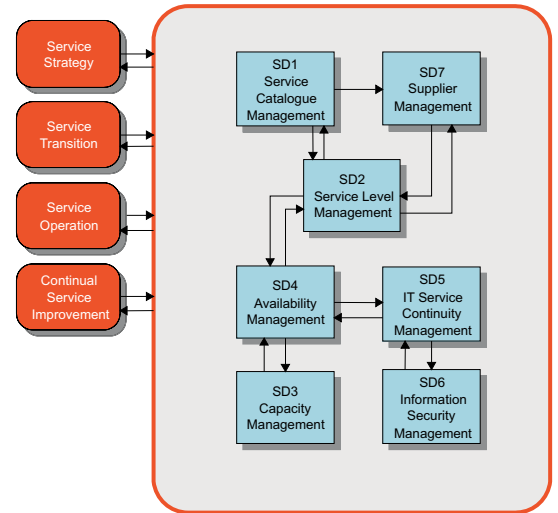 Service
Strategy
Service
Transition
Service
Operation
Continual
Service
Improvement
SD1
Service
Catalogue
Management
SD7
Supplier
Management
SD2
Service Level
Management
SD4
Availability
Management
SD5
IT Service
Continuity
Management
SD3
Capacity
Management
SD6
Information
Security
Management